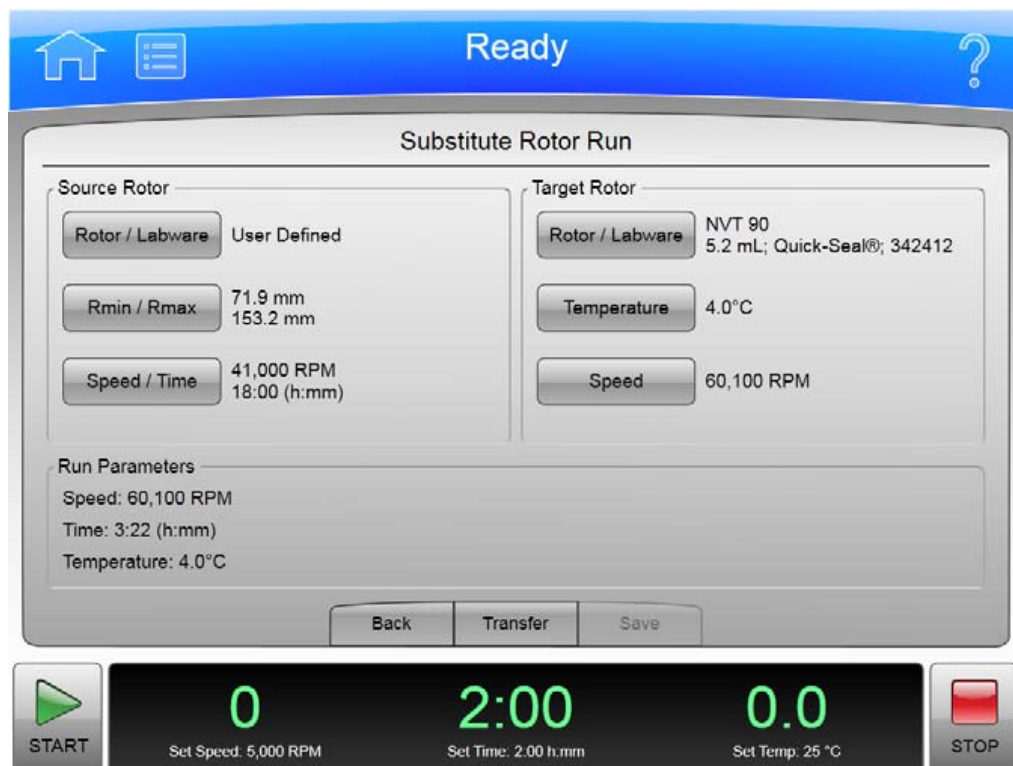 Ready
Substitute Rotor Run
Source Rotor
Rotor / Labware
User Defined
Rmin / Rmax
71.9 mm
153.2 mm
Speed / Time
41,000 RPM
18:00 (h:mm)
Target Rotor
Rotor / Labware
NVT 90
5.2 mL; Quick-Seal®; 342412
Temperature
4.0°C
Speed
60,100 RPM
Run Parameters
Speed: 60,100 RPM
Time: 3:22 (h:mm)
Temperature: 4.0°C
Back
Transfer
Save
START
0
Set Speed: 5,000 RPM
2:00
Set Time: 2:00 h:mm
0.0
Set Temp: 25 °C
STOP